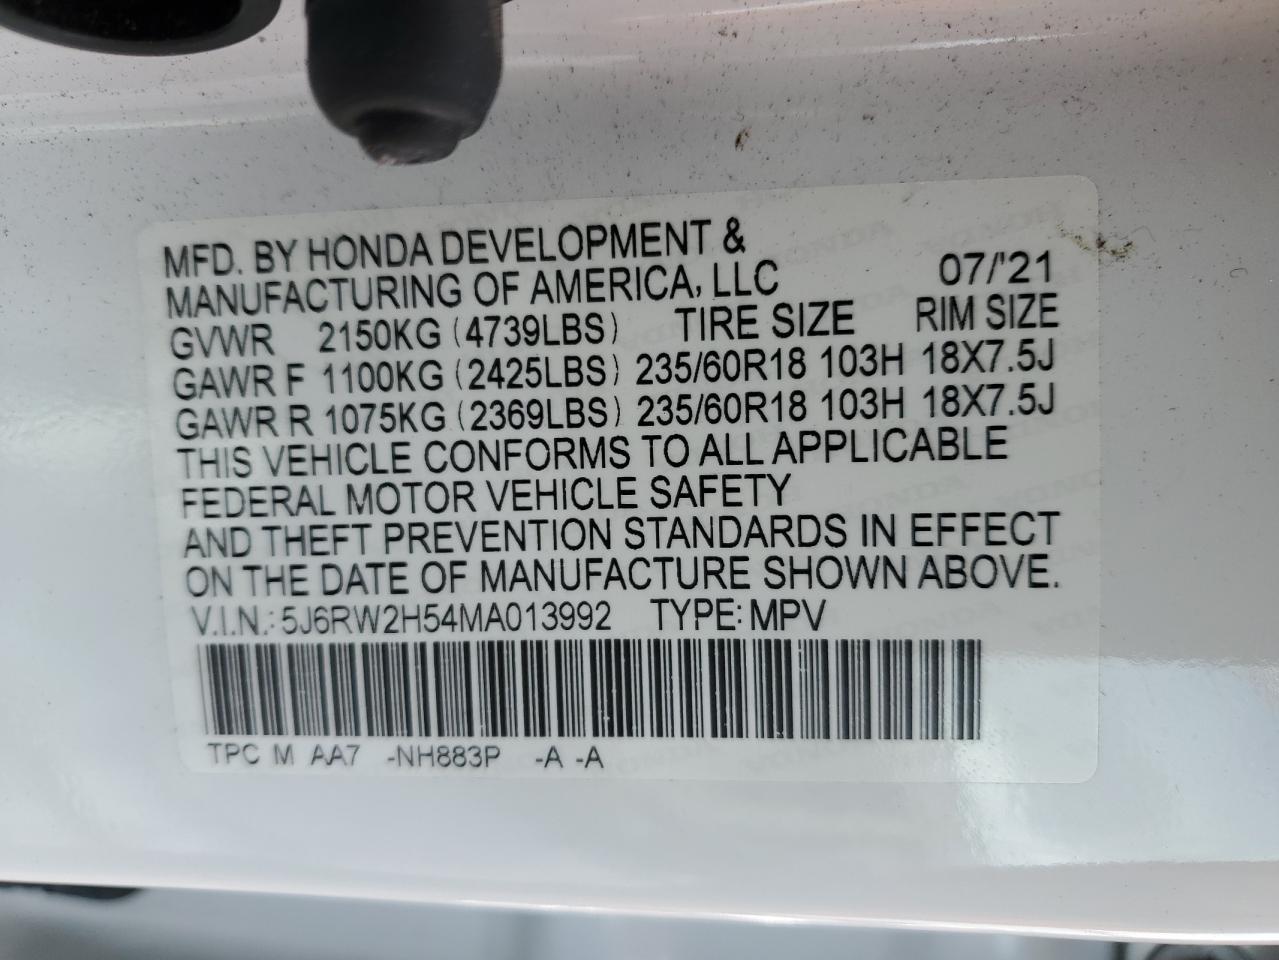 MFD. BY HONDA DEVELOPMENT &
MANUFACTURING OF AMERICA, LLC 07/'21
GVWR 2150KG (4739LBS) TIRE SIZE RIM SIZE
GAWR F 1100KG (2425LBS) 235/60R18 103H 18X7.5J
GAWR R 1075KG (2369LBS) 235/60R18 103H 18X7.5J
THIS VEHICLE CONFORMS TO ALL APPLICABLE
FEDERAL MOTOR VEHICLE SAFETY
AND THEFT PREVENTION STANDARDS IN EFFECT
ON THE DATE OF MANUFACTURE SHOWN ABOVE.
V.I.N.: 5J6RW2H54MA013992 TYPE: MPV
TPC M AA7 -NH883P -A -A